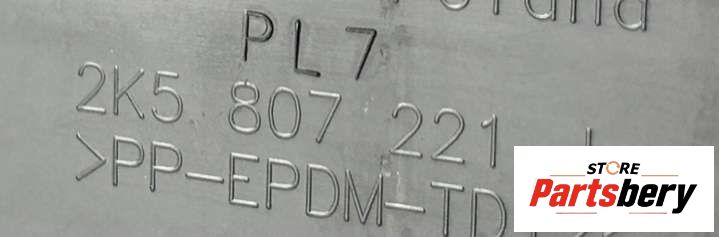 PL7
2K5 807 221
>PP-EPDM-TD
STORE
Partsbery